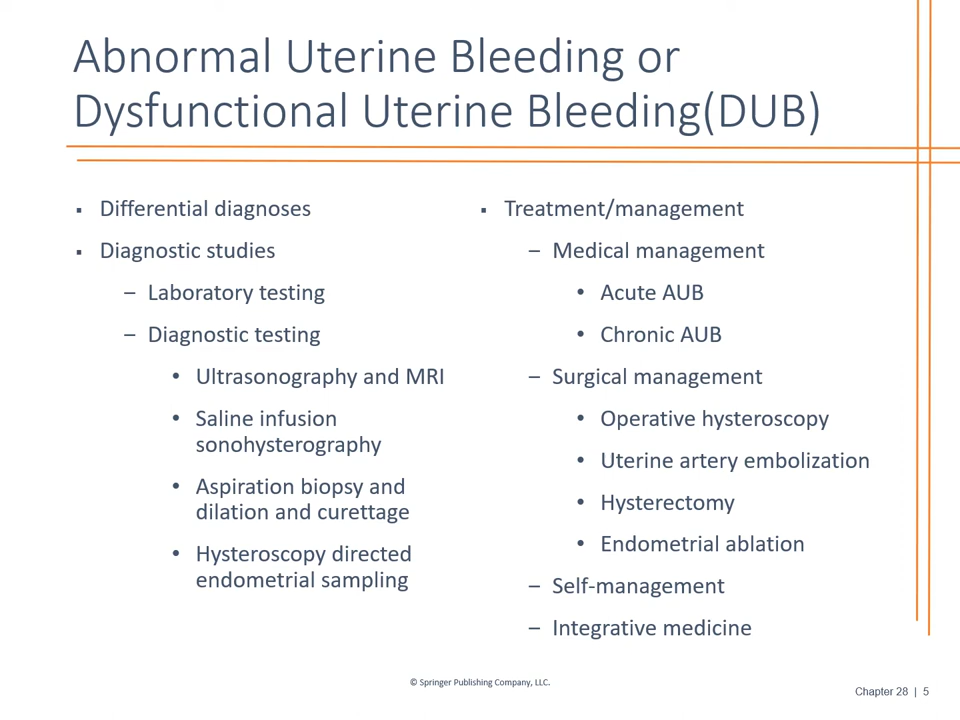 Abnormal Uterine Bleeding or
Dysfunctional Uterine Bleeding(DUB)
▪ Differential diagnoses
▪ Diagnostic studies
– Laboratory testing
– Diagnostic testing
• Ultrasonography and MRI
• Saline infusion
sonohysterography
• Aspiration biopsy and
dilation and curettage
• Hysteroscopy directed
endometrial sampling
▪ Treatment/management
– Medical management
• Acute AUB
• Chronic AUB
– Surgical management
• Operative hysteroscopy
• Uterine artery embolization
• Hysterectomy
• Endometrial ablation
– Self-management
– Integrative medicine
© Springer Publishing Company, LLC.
Chapter 28 | 5